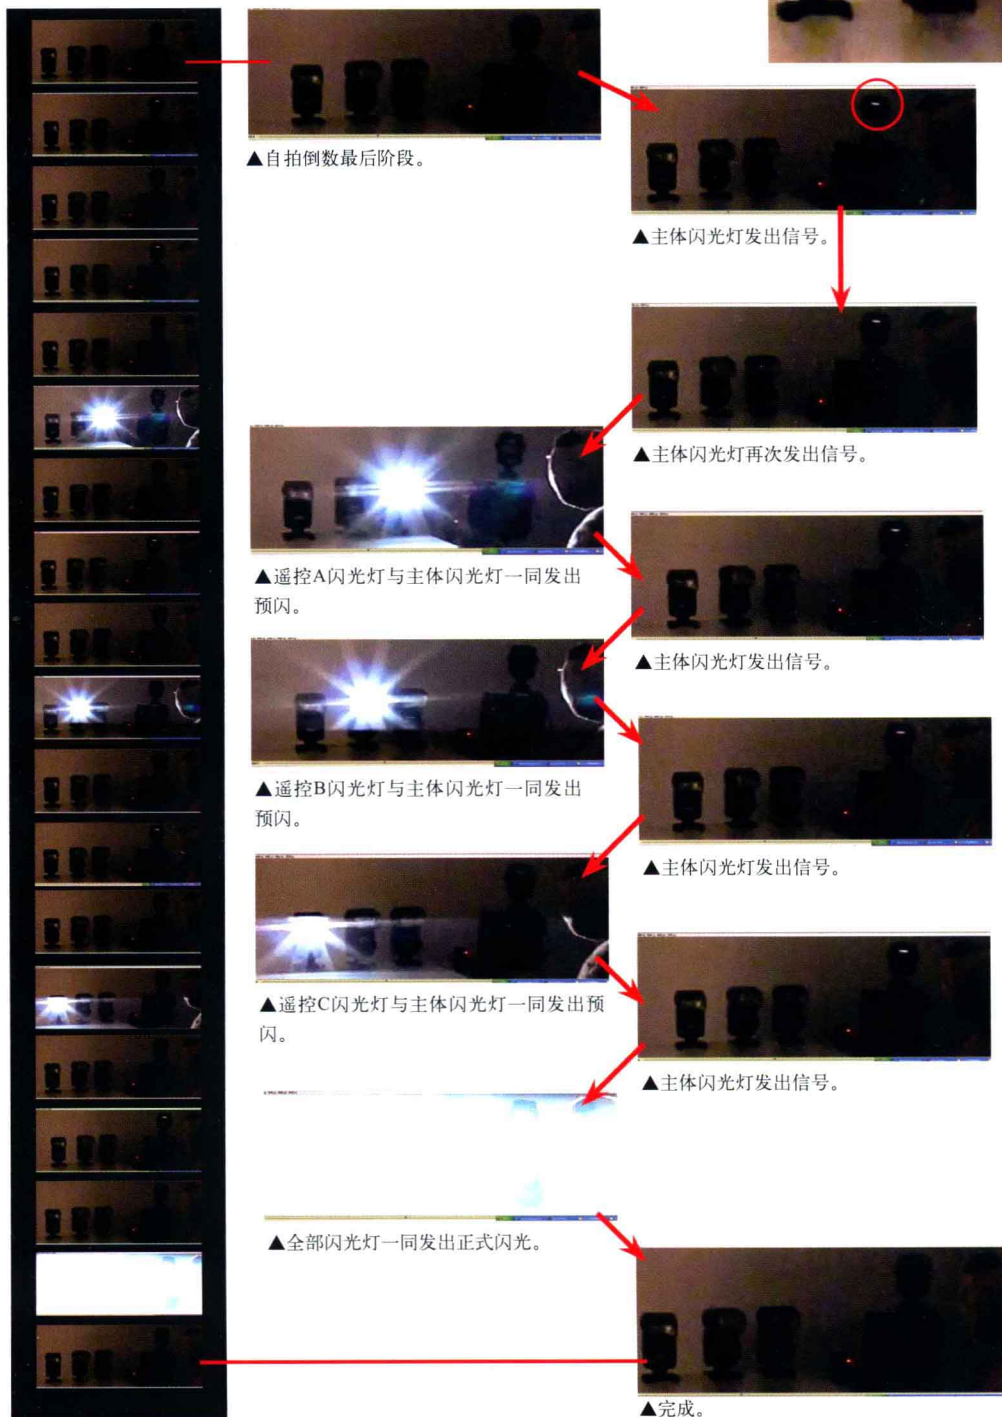 ▲自拍倒数最后阶段。
▲主体闪光灯发出信号。
▲主体闪光灯再次发出信号。
▲遥控A闪光灯与主体闪光灯一同发出
预闪。
▲主体闪光灯发出信号。
▲遥控B闪光灯与主体闪光灯一同发出
预闪。
▲主体闪光灯发出信号。
▲遥控C闪光灯与主体闪光灯一同发出预
闪。
▲主体闪光灯发出信号。
▲全部闪光灯一同发出正式闪光。
▲完成。